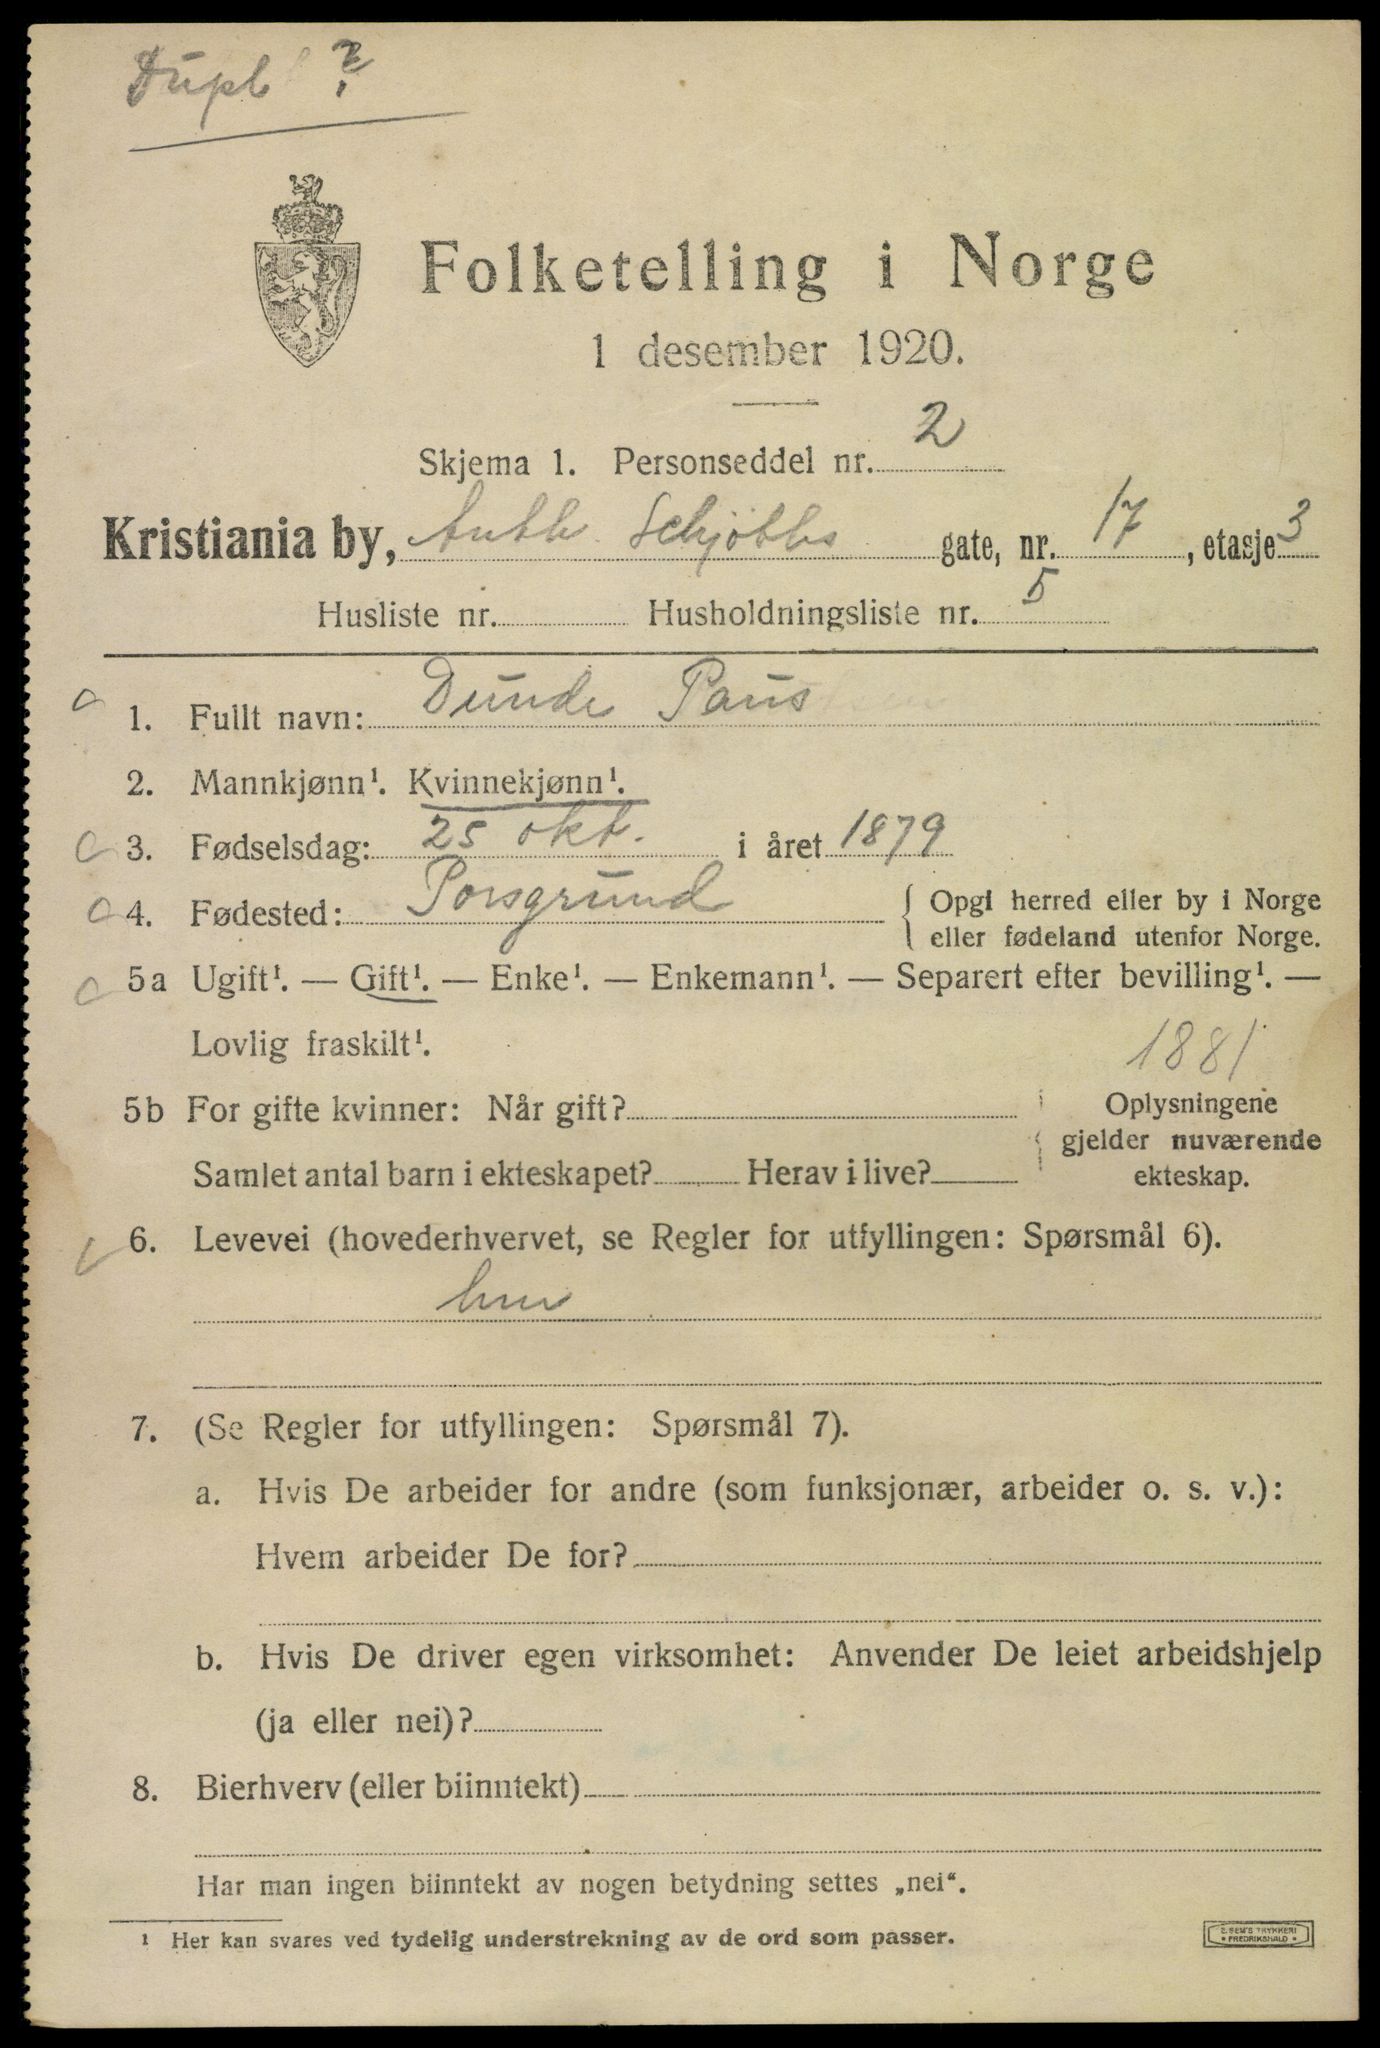 Dupl ?
Folketelling i Norge
1 desember 1920.
Skjema 1. Personseddel nr. 2
Kristiania by, Anth. Schjøtts gate, nr. 17, etasje 3
Husliste nr. Husholdningsliste nr. 5
1. Fullt navn: Dunde Paus
2. Mannkjønn¹. Kvinnekjønn¹.
3. Fødselsdag: 25 okt. i året 1879
4. Fødested: Porsgrund { Opgi herred eller by i Norge
eller fødeland utenfor Norge.
5a Ugift¹. — Gift¹. — Enke¹. — Enkemann¹. — Separert efter bevilling¹. —
Lovlig fraskilt¹.
1881
5b For gifte kvinner: Når gift? { Oplysningene
gjelder nuværende
Samlet antal barn i ekteskapet? Herav i live? ekteskap.
6. Levevei (hovederhvervet, se Regler for utfyllingen: Spørsmål 6).
hm
7. (Se Regler for utfyllingen: Spørsmål 7).
a. Hvis De arbeider for andre (som funksjonær, arbeider o. s. v.):
Hvem arbeider De for?
b. Hvis De driver egen virksomhet: Anvender De leiet arbeidshjelp
(ja eller nei)?
8. Bierhverv (eller biinntekt)
Har man ingen biinntekt av nogen betydning settes „nei“.
¹ Her kan svares ved tydelig understrekning av de ord som passer.
E. SEM'S TRYKKERI
* FREDRIKSHALD *